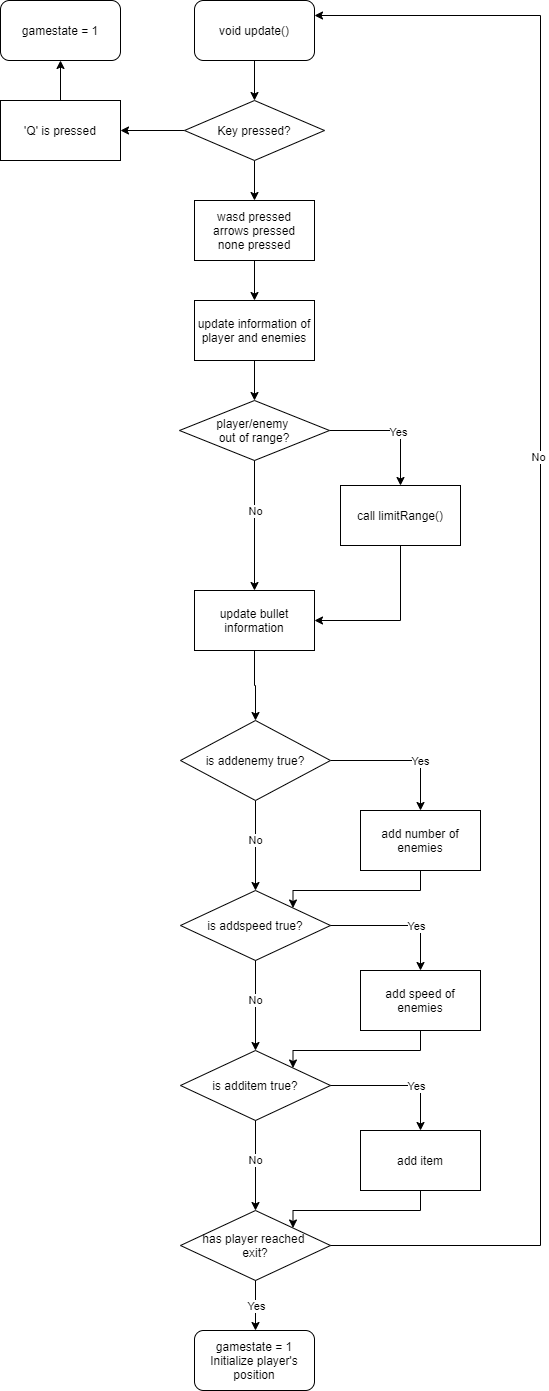 gamestate = 1
void update()
'Q' is pressed
Key pressed?
wasd pressed
arrows pressed
none pressed
update information of
player and enemies
player/enemy
out of range?
Yes
No
No
call limitRange()
update bullet
information
is addenemy true?
Yes
No
add number of
enemies
is addspeed true?
Yes
No
add speed of
enemies
is additem true?
Yes
No
add item
has player reached
exit?
Yes
gamestate = 1
Initialize player's
position